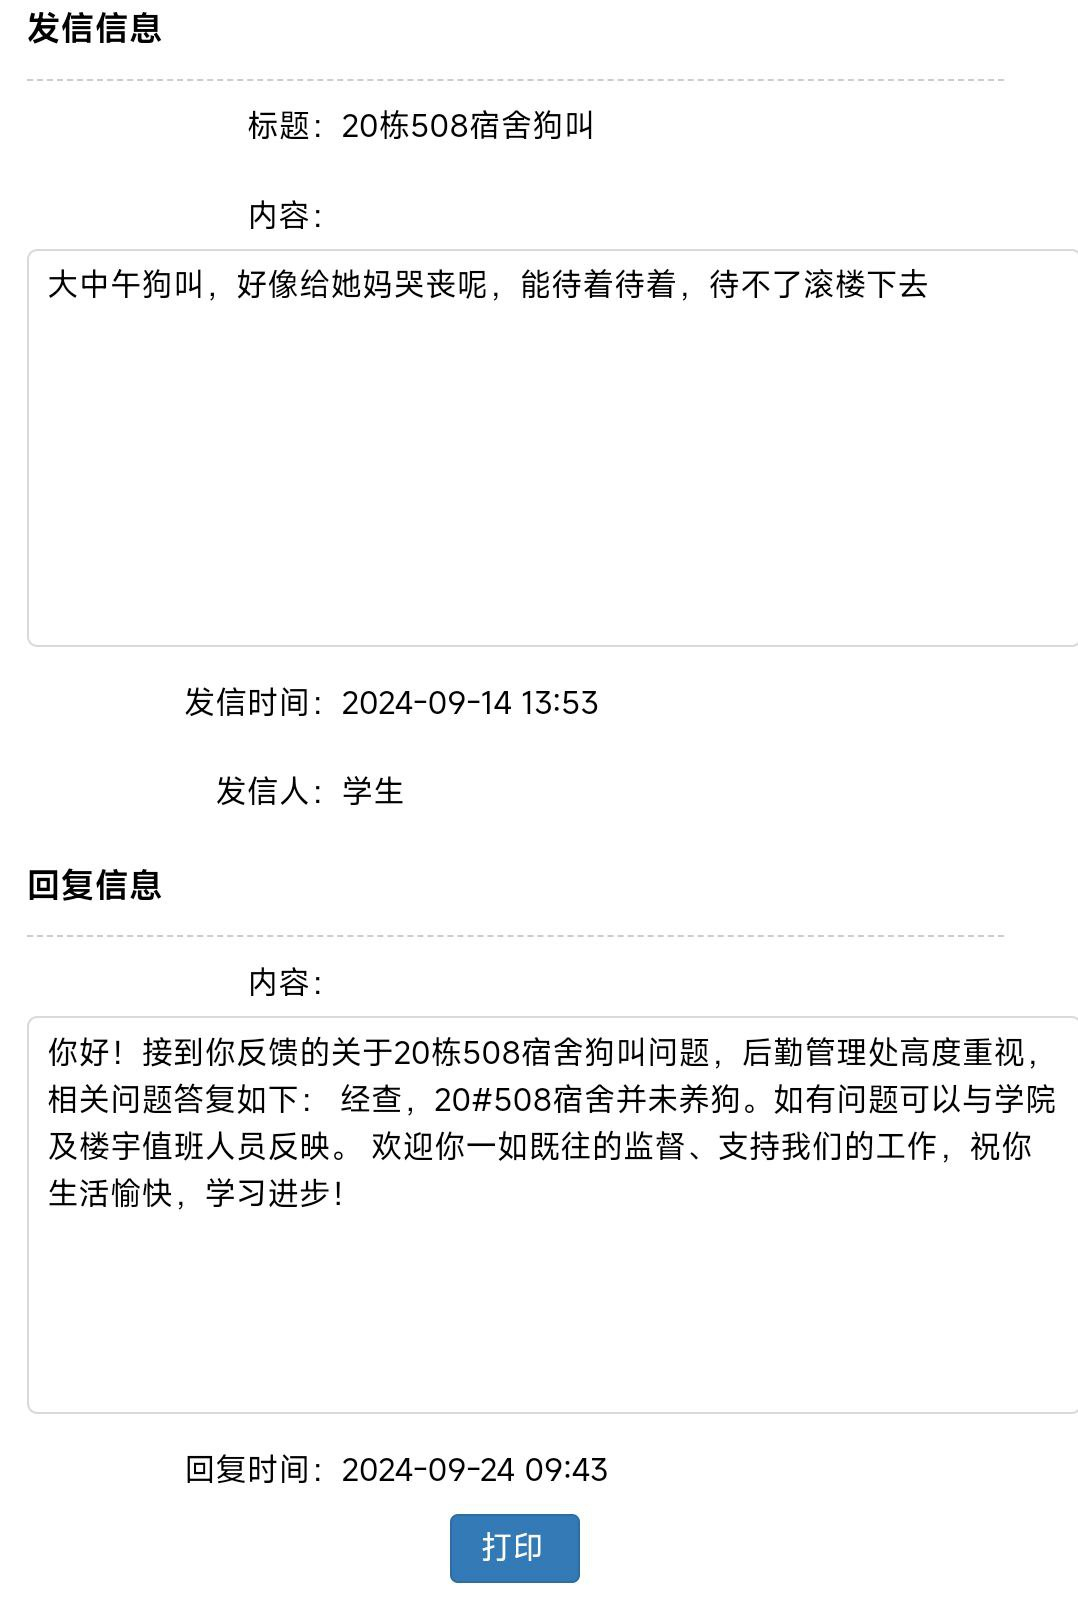 发信信息
标题：20栋508宿舍狗叫
内容：
大中午狗叫，好像给她妈哭丧呢，能待着待着，待不了滚楼下去
发信时间：2024-09-14 13:53
发信人：学生
回复信息
内容：
你好！接到你反馈的关于20栋508宿舍狗叫问题，后勤管理处高度重视，
相关问题答复如下： 经查，20#508宿舍并未养狗。如有问题可以与学院
及楼宇值班人员反映。 欢迎你一如既往的监督、支持我们的工作，祝你
生活愉快，学习进步！
回复时间：2024-09-24 09:43
打印